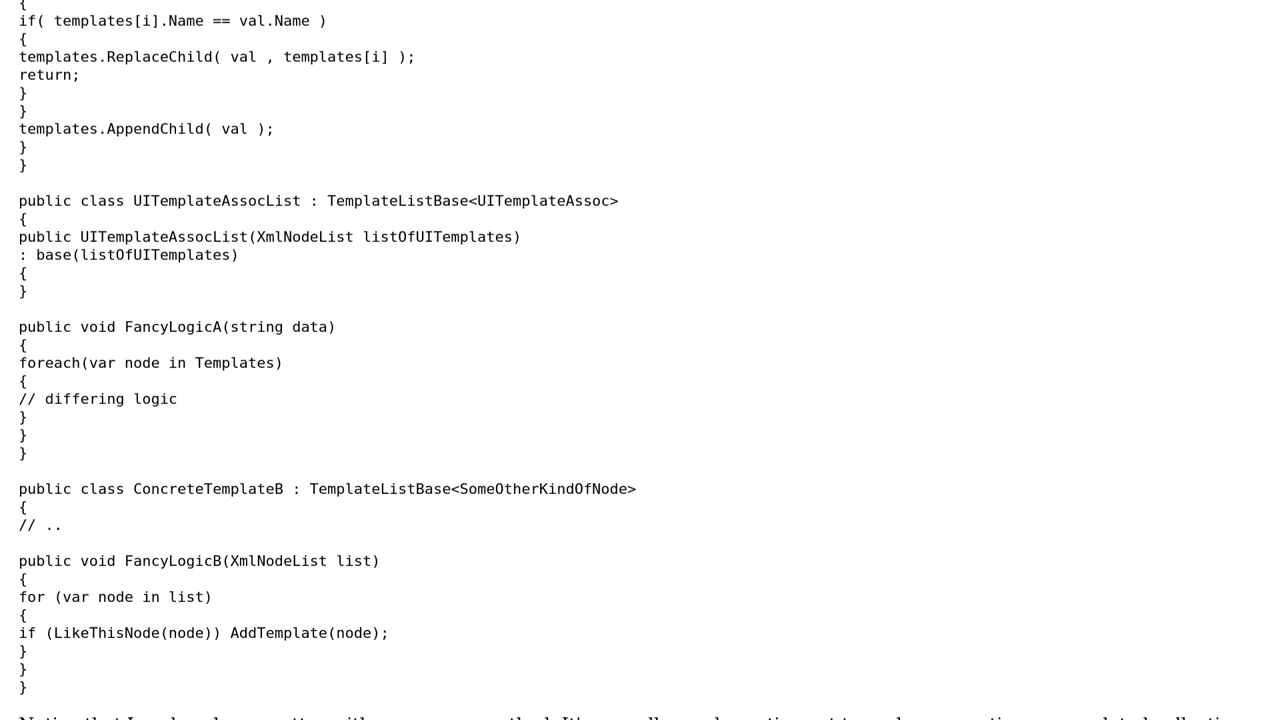 {
if( templates[i].Name == val.Name )
{
templates.ReplaceChild( val , templates[i] );
return;
}
}
templates.AppendChild( val );
}
}
public class UITemplateAssocList : TemplateListBase<UITemplateAssoc>
{
public UITemplateAssocList(XmlNodeList listOfUITemplates)
: base(listOfUITemplates)
{
}
public void FancyLogicA(string data)
{
foreach(var node in Templates)
{
// differing logic
}
}
}
public class ConcreteTemplateB : TemplateListBase<SomeOtherKindOfNode>
{
// ..
public void FancyLogicB(XmlNodeList list)
{
for (var node in list)
{
if (LikeThisNode(node)) AddTemplate(node);
}
}
}